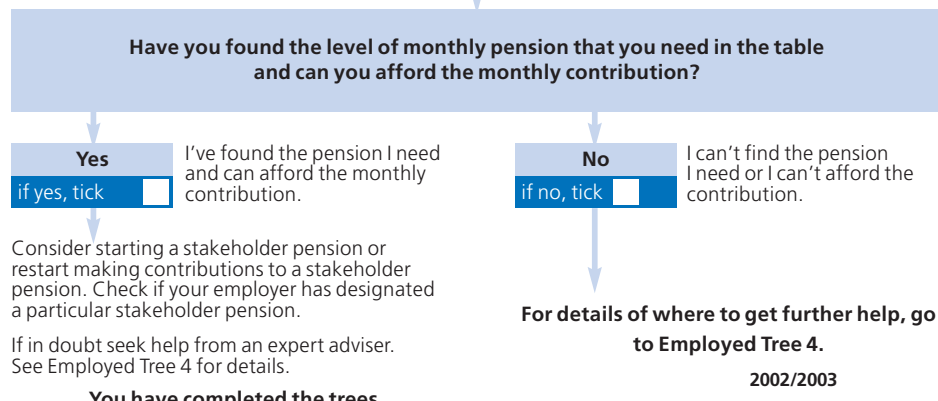 Have you found the level of monthly pension that you need in the table
and can you afford the monthly contribution?
Yes
if yes, tick
I've found the pension I need
and can afford the monthly
contribution.
Consider starting a stakeholder pension or
restart making contributions to a stakeholder
pension. Check if your employer has designated
a particular stakeholder pension.
If in doubt seek help from an expert adviser.
See Employed Tree 4 for details.
You have completed the trees
No
if no, tick
I can't find the pension
I need or I can't afford the
contribution.
For details of where to get further help, go
to Employed Tree 4.
2002/2003